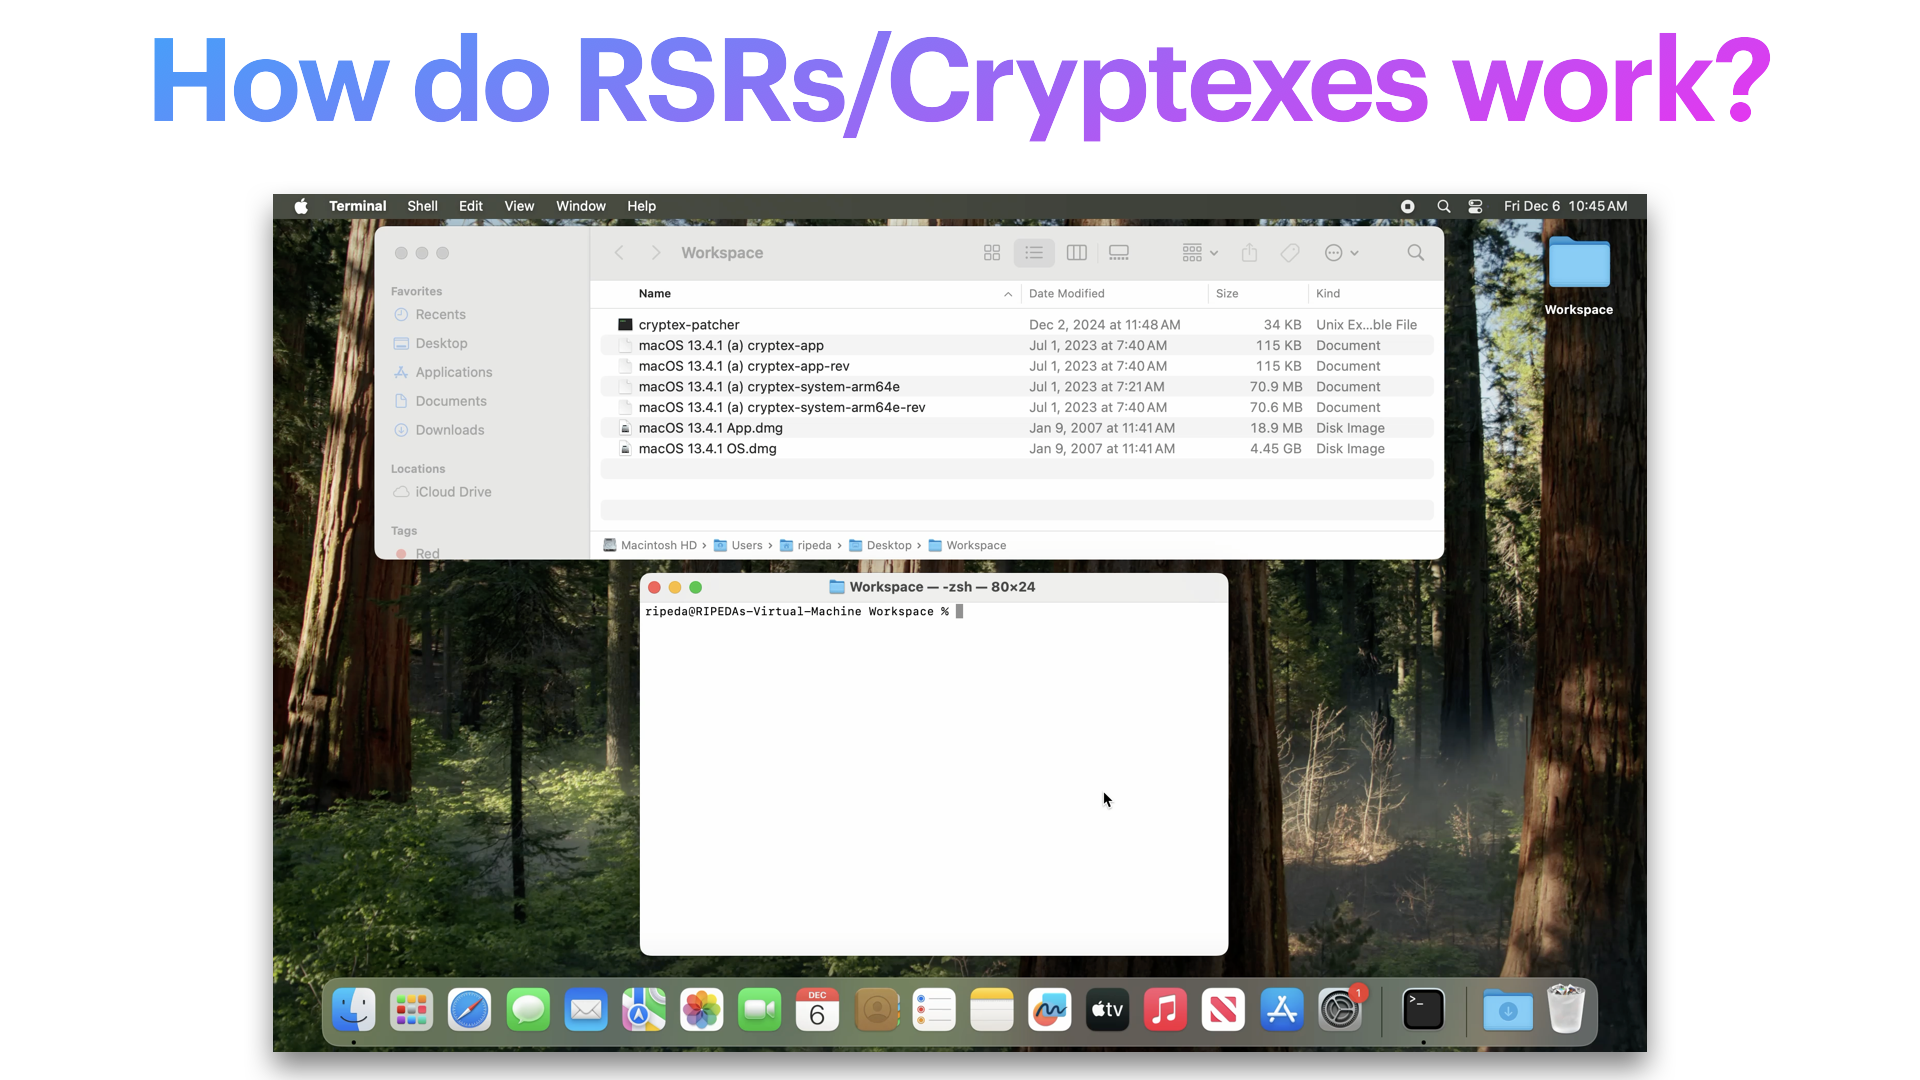 How do RSRs/Cryptexes work?
Terminal Shell Edit View Window Help Fri Dec 6 10:45 AM
Workspace
Favorites
Recents
Desktop
Applications
Documents
Downloads
Locations
iCloud Drive
Tags
Red
Name Date Modified Size Kind
cryptex-patcher Dec 2, 2024 at 11:48 AM 34 KB Unix Ex...ble File
macOS 13.4.1 (a) cryptex-app Jul 1, 2023 at 7:40 AM 115 KB Document
macOS 13.4.1 (a) cryptex-app-rev Jul 1, 2023 at 7:40 AM 115 KB Document
macOS 13.4.1 (a) cryptex-system-arm64e Jul 1, 2023 at 7:21 AM 70.9 MB Document
macOS 13.4.1 (a) cryptex-system-arm64e-rev Jul 1, 2023 at 7:40 AM 70.6 MB Document
macOS 13.4.1 App.dmg Jan 9, 2007 at 11:41 AM 18.9 MB Disk Image
macOS 13.4.1 OS.dmg Jan 9, 2007 at 11:41 AM 4.45 GB Disk Image
Macintosh HD › Users › ripeda › Desktop › Workspace
Workspace
Workspace — -zsh — 80×24
ripeda@RIPEDAs-Virtual-Machine Workspace %
DEC
6
tv
1
>_